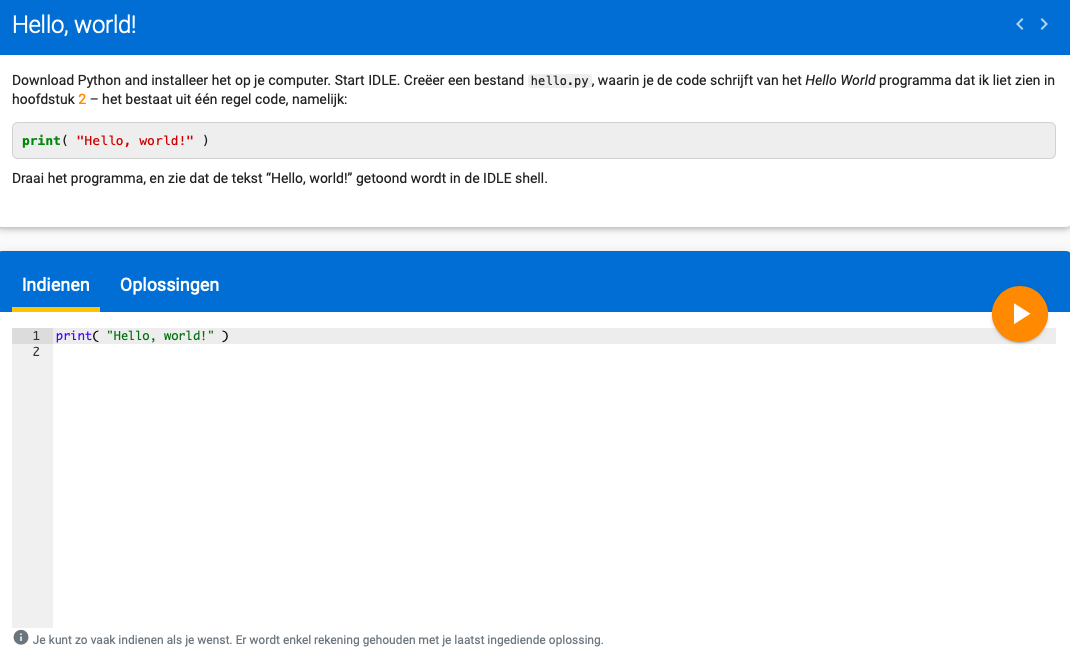 Hello, world!
Download Python and installeer het op je computer. Start IDLE. Creëer een bestand hello.py, waarin je de code schrijft van het Hello World programma dat ik liet zien in
hoofdstuk 2 – het bestaat uit één regel code, namelijk:
print( "Hello, world!" )
Draai het programma, en zie dat de tekst “Hello, world!” getoond wordt in de IDLE shell.
Indienen Oplossingen
1 print( "Hello, world!" )
2
Je kunt zo vaak indienen als je wenst. Er wordt enkel rekening gehouden met je laatst ingediende oplossing.